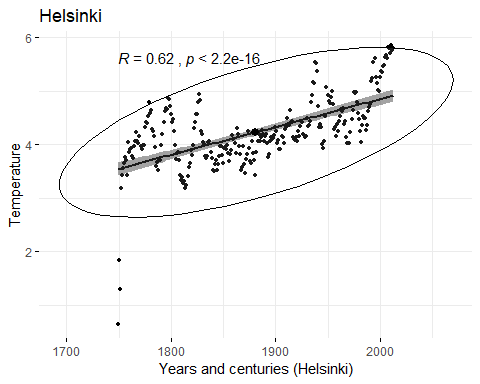 Helsinki
R = 0.62 , p < 2.2e-16
6
4
2
Temperature
1700 1800 1900 2000
Years and centuries (Helsinki)